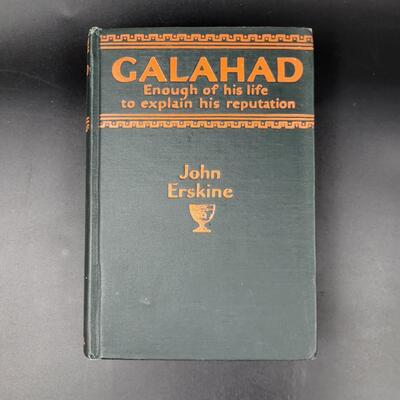 GALAHAD
Enough of his life
to explain his reputation
John
Erskine